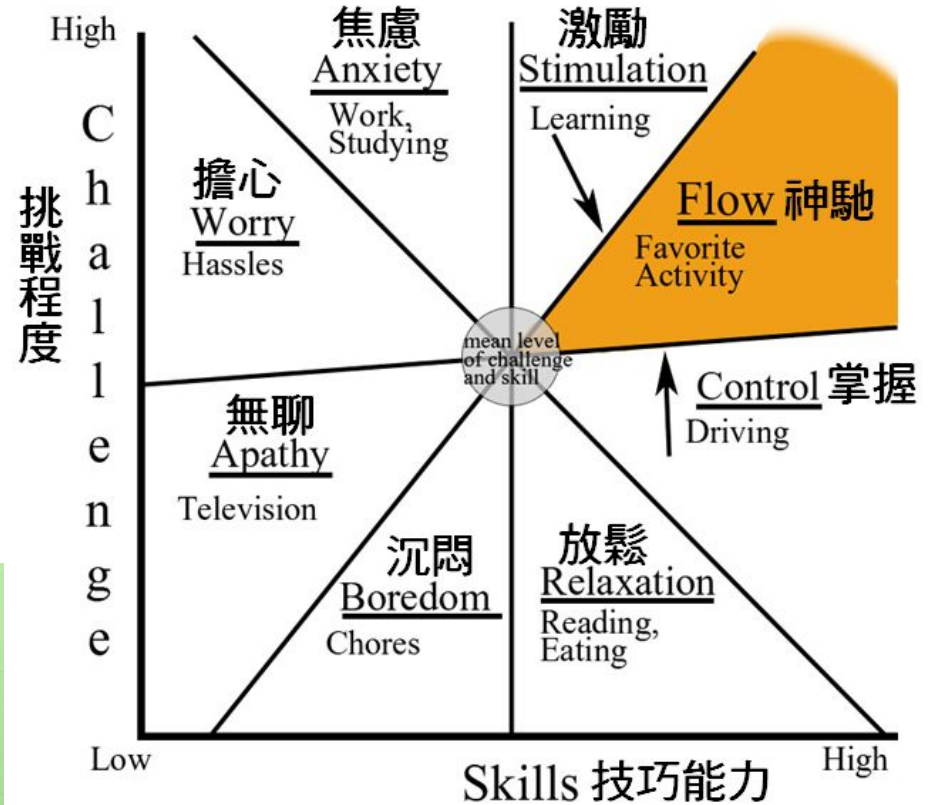 High
Challenge
挑戰程度
焦慮
Anxiety
Work,
Studying
激勵
Stimulation
Learning
擔心
Worry
Hassles
Flow 神馳
Favorite
Activity
mean level
of challenge
and skill
Control 掌握
Driving
無聊
Apathy
Television
沉悶
Boredom
Chores
放鬆
Relaxation
Reading,
Eating
Low
High
Skills 技巧能力